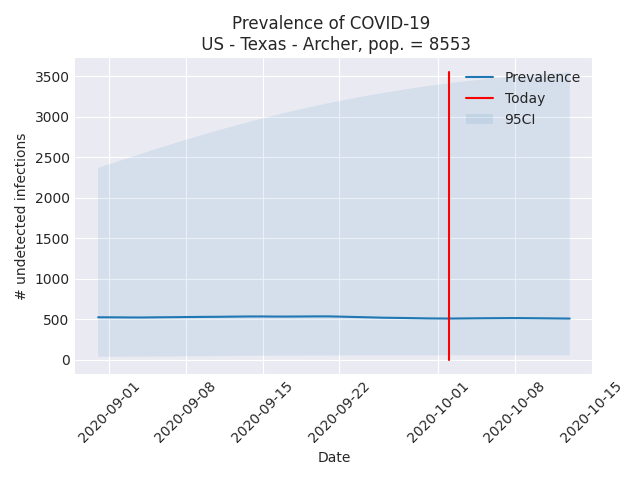 Prevalence of COVID-19
US - Texas - Archer, pop. = 8553
Prevalence
Today
95CI
# undetected infections
3500
3000
2500
2000
1500
1000
500
0
2020-09-01
2020-09-08
2020-09-15
2020-09-22
2020-10-01
2020-10-08
2020-10-15
Date